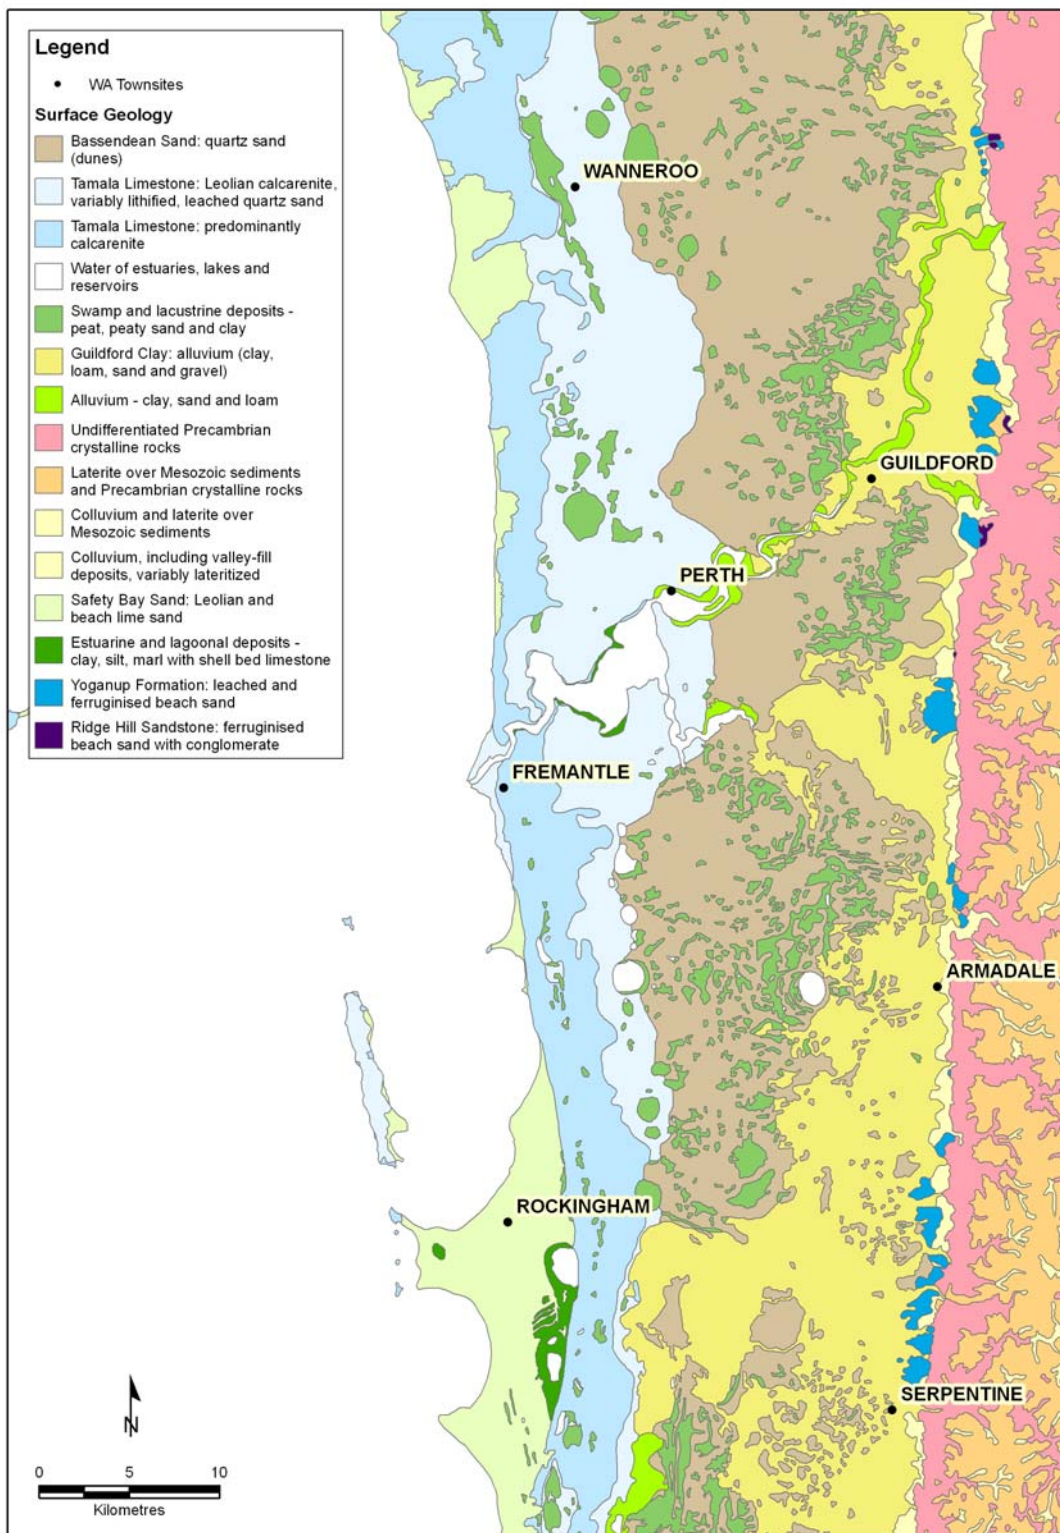 Legend
WA Townsites
Surface Geology
Bassendean Sand: quartz sand
(dunes)
Tamala Limestone: Leolian calcarenite,
variably lithified, leached quartz sand
Tamala Limestone: predominantly
calcarenite
Water of estuaries, lakes and
reservoirs
Swamp and lacustrine deposits -
peat, peaty sand and clay
Guildford Clay: alluvium (clay,
loam, sand and gravel)
Alluvium - clay, sand and loam
Undifferentiated Precambrian
crystalline rocks
Laterite over Mesozoic sediments
and Precambrian crystalline rocks
Colluvium and laterite over
Mesozoic sediments
Colluvium, including valley-fill
deposits, variably lateritized
Safety Bay Sand: Leolian and
beach lime sand
Estuarine and lagoonal deposits -
clay, silt, marl with shell bed limestone
Yoganup Formation: leached and
ferruginised beach sand
Ridge Hill Sandstone: ferruginised
beach sand with conglomerate
WANNEROO
GUILDFORD
PERTH
FREMANTLE
ARMADALE
ROCKINGHAM
SERPENTINE
N
0 5 10
Kilometres